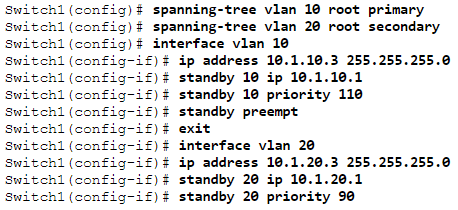 Switch1(config)# spanning-tree vlan 10 root primary
Switch1(config)# spanning-tree vlan 20 root secondary
Switch1(config)# interface vlan 10
Switch1(config-if)# ip address 10.1.10.3 255.255.255.0
Switch1(config-if)# standby 10 ip 10.1.10.1
Switch1(config-if)# standby 10 priority 110
Switch1(config-if)# standby preempt
Switch1(config-if)# exit
Switch1(config-if)# interface vlan 20
Switch1(config-if)# ip address 10.1.20.3 255.255.255.0
Switch1(config-if)# standby 20 ip 10.1.20.1
Switch1(config-if)# standby 20 priority 90